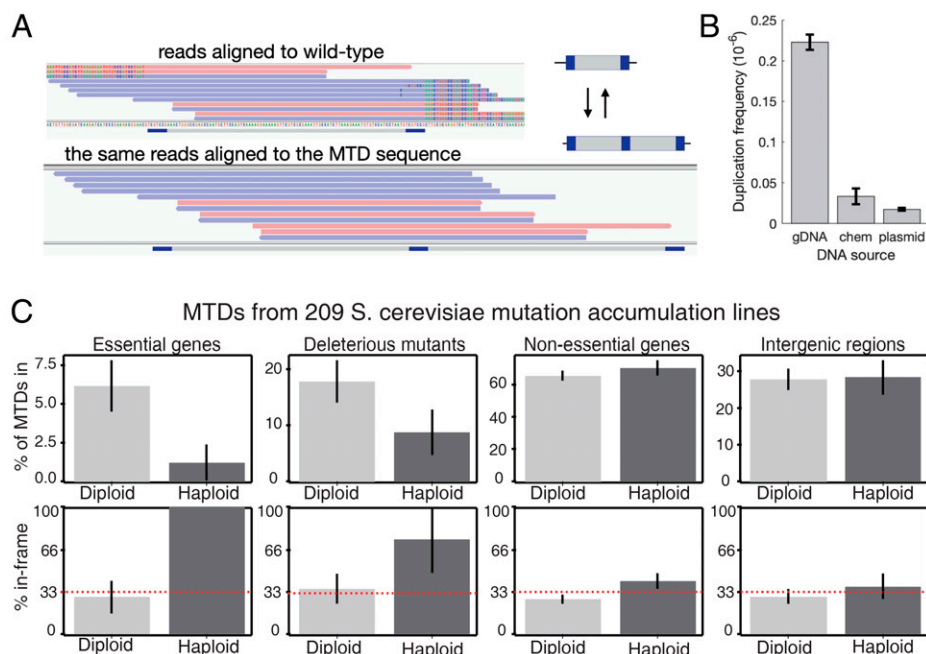 A
reads aligned to wild-type
the same reads aligned to the MTD sequence
B
Duplication frequency (10-6)
0.25
0.2
0.15
0.1
0.05
0
gDNA chem plasmid
DNA source
C
MTDs from 209 S. cerevisiae mutation accumulation lines
Essential genes
Deleterious mutants
Non-essential genes
Intergenic regions
% of MTDs in
7.5
5.0
2.5
0.0
Diploid Haploid
20
10
0
Diploid Haploid
60
40
20
0
Diploid Haploid
30
20
10
0
Diploid Haploid
% in-frame
100
66
33
0
Diploid Haploid
100
66
33
0
Diploid Haploid
100
66
33
0
Diploid Haploid
100
66
33
0
Diploid Haploid